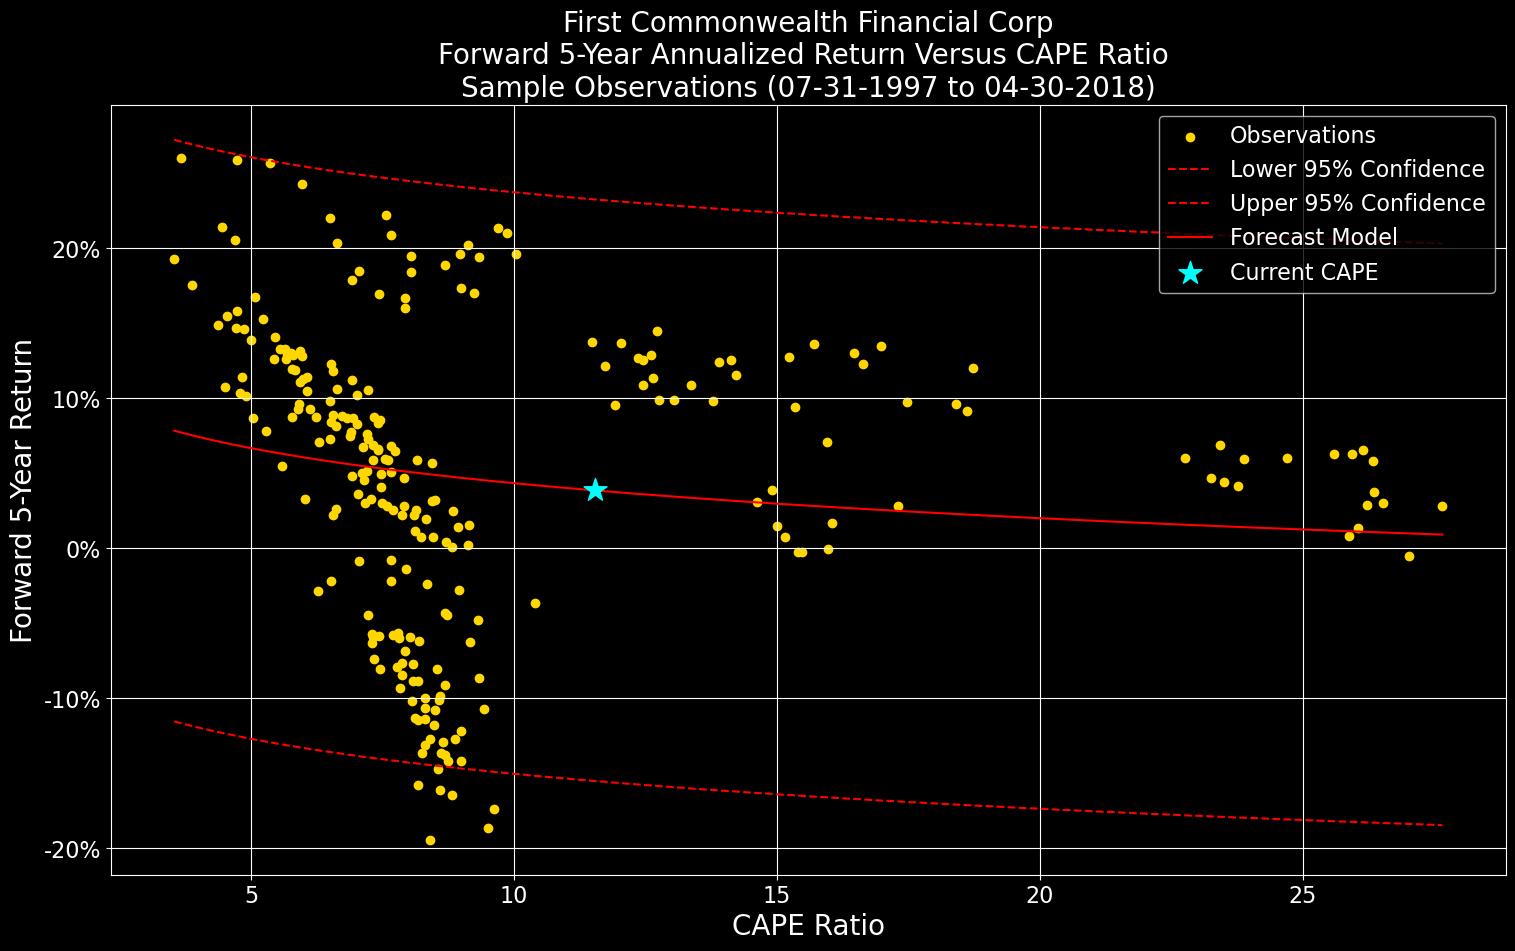 First Commonwealth Financial Corp
Forward 5-Year Annualized Return Versus CAPE Ratio
Sample Observations (07-31-1997 to 04-30-2018)
Observations
Lower 95% Confidence
Upper 95% Confidence
Forecast Model
Current CAPE
Forward 5-Year Return
20%
10%
0%
-10%
-20%
5
10
15
20
25
CAPE Ratio